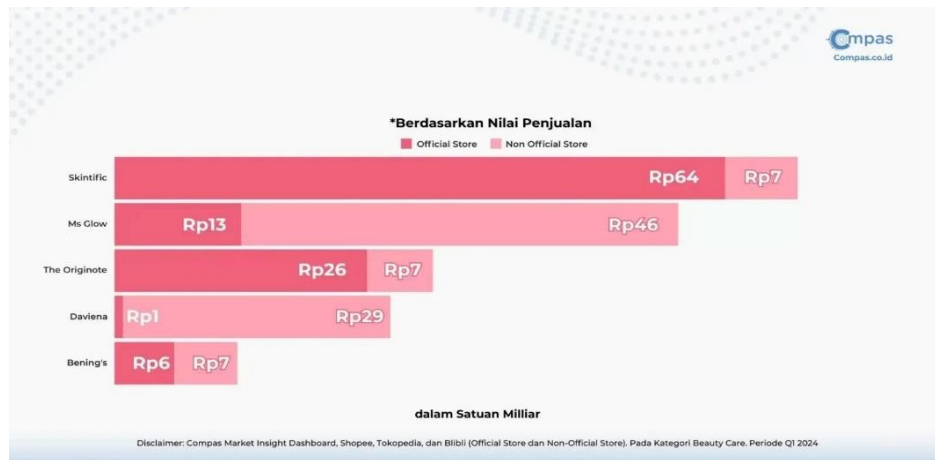 Compas
Compas.co.id
*Berdasarkan Nilai Penjualan
Official Store Non Official Store
Skintific Rp64 Rp7
Ms Glow Rp13 Rp46
The Originote Rp26 Rp7
Daviena Rp1 Rp29
Bening's Rp6 Rp7
dalam Satuan Milliar
Disclaimer: Compas Market Insight Dashboard, Shopee, Tokopedia, dan Blibli (Official Store dan Non-Official Store). Pada Kategori Beauty Care. Periode Q1 2024